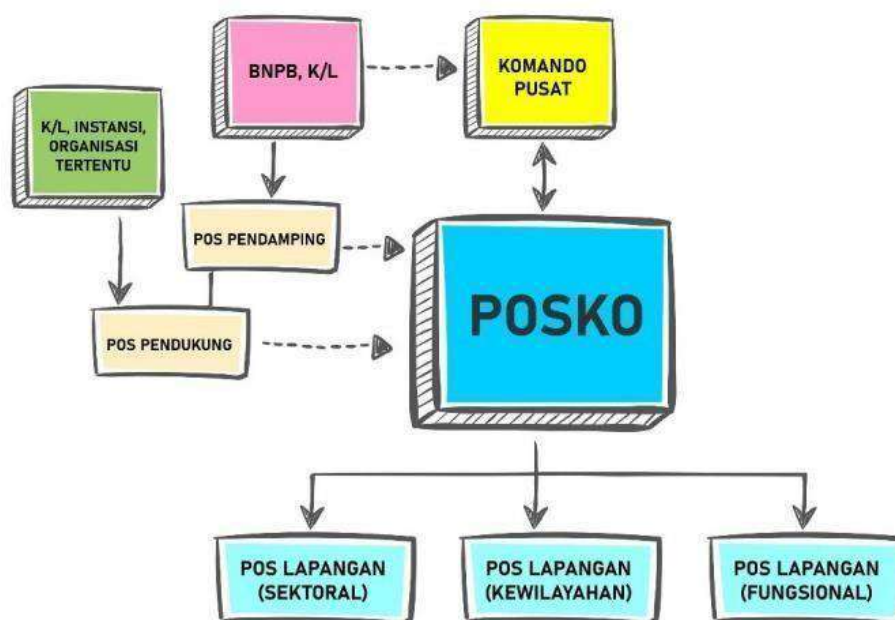 BNPB, K/L
KOMANDO
PUSAT
K/L, INSTANSI,
ORGANISASI
TERTENTU
POS PENDAMPING
POSKO
POS PENDUKUNG
POS LAPANGAN
(SEKTORAL)
POS LAPANGAN
(KEWILAYAHAN)
POS LAPANGAN
(FUNGSIONAL)